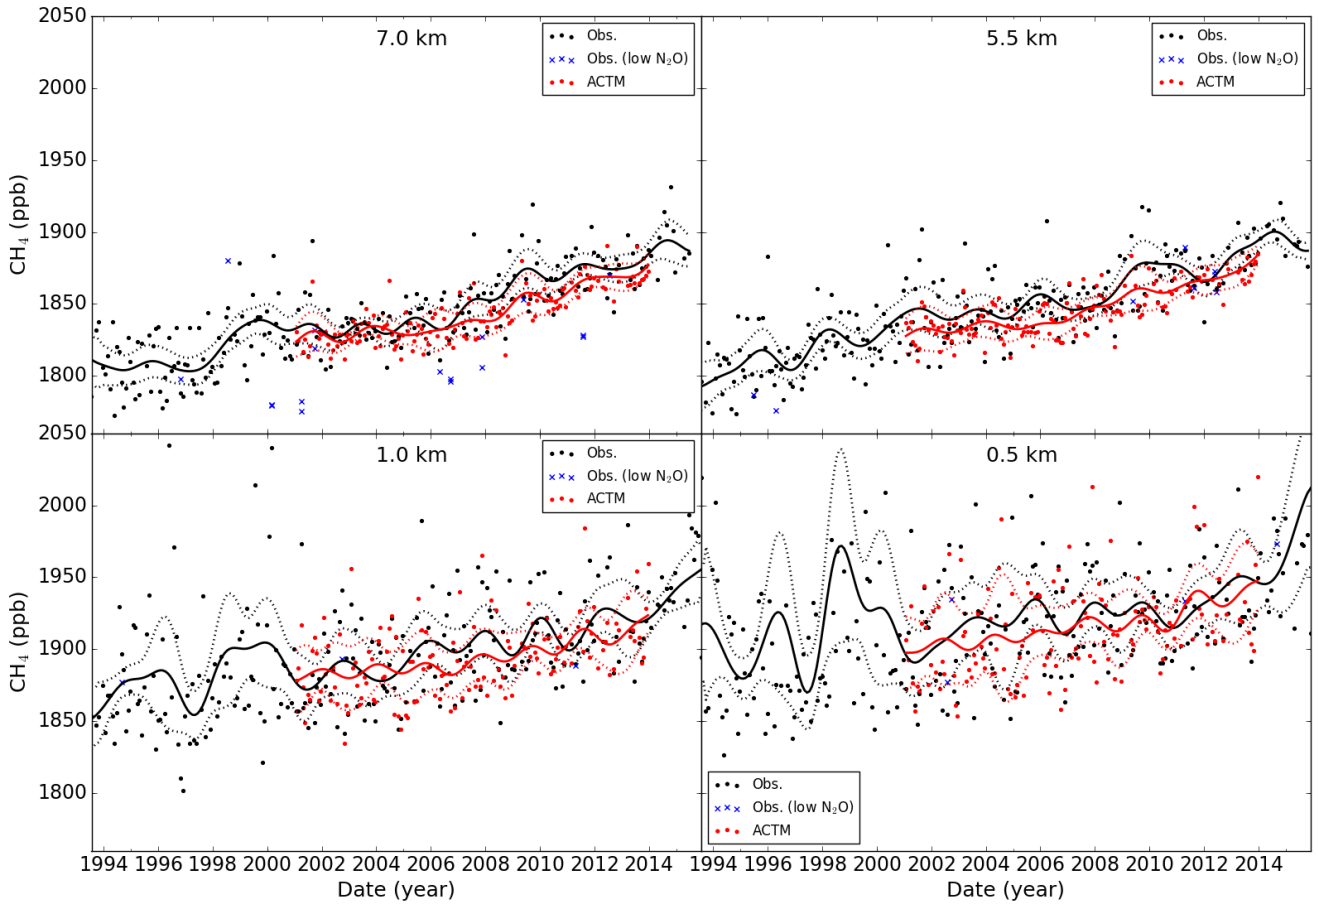 2050
2000
1950
1900
1850
1800
2050
2000
1950
1900
1850
1800
CH₄ (ppb)
CH₄ (ppb)
7.0 km
Obs.
Obs. (low N₂O)
ACTM
5.5 km
Obs.
Obs. (low N₂O)
ACTM
1.0 km
Obs.
Obs. (low N₂O)
ACTM
0.5 km
Obs.
Obs. (low N₂O)
ACTM
1994 1996 1998 2000 2002 2004 2006 2008 2010 2012 2014
1994 1996 1998 2000 2002 2004 2006 2008 2010 2012 2014
Date (year)
Date (year)